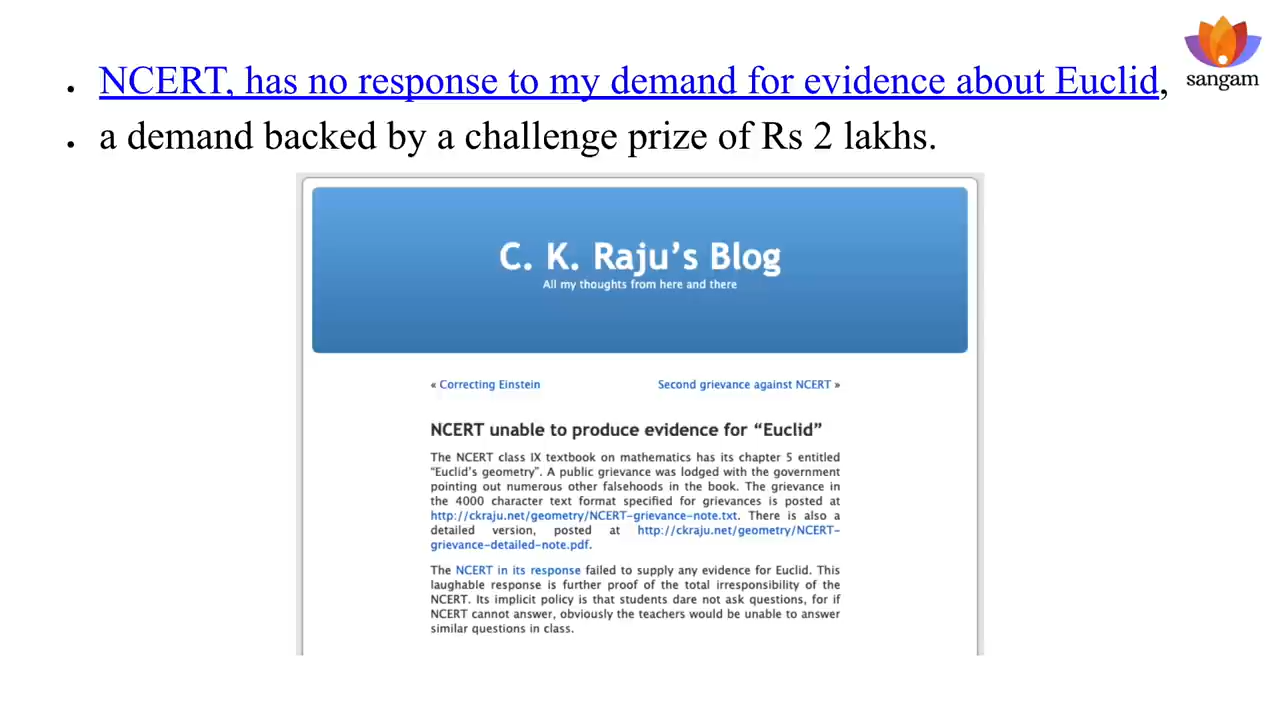 • NCERT, has no response to my demand for evidence about Euclid,
• a demand backed by a challenge prize of Rs 2 lakhs.
sangam
C. K. Raju's Blog
All my thoughts from here and there
« Correcting Einstein
Second grievance against NCERT »
NCERT unable to produce evidence for “Euclid”
The NCERT class IX textbook on mathematics has its chapter 5 entitled
“Euclid's geometry”. A public grievance was lodged with the government
pointing out numerous other falsehoods in the book. The grievance in
the 4000 character text format specified for grievances is posted at
http://ckraju.net/geometry/NCERT-grievance-note.txt. There is also a
detailed version, posted at http://ckraju.net/geometry/NCERT-
grievance-detailed-note.pdf.
The NCERT in its response failed to supply any evidence for Euclid. This
laughable response is further proof of the total irresponsibility of the
NCERT. Its implicit policy is that students dare not ask questions, for if
NCERT cannot answer, obviously the teachers would be unable to answer
similar questions in class.